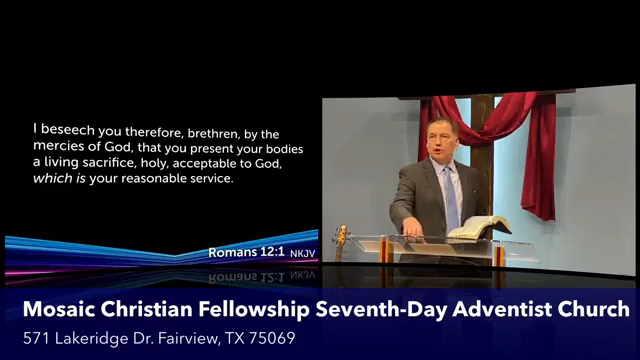 I beseech you therefore, brethren, by the
mercies of God, that you present your bodies
a living sacrifice, holy, acceptable to God,
which is your reasonable service.
Romans 12:1 NKJV
Mosaic Christian Fellowship Seventh-Day Adventist Church
571 Lakeridge Dr. Fairview, TX 75069